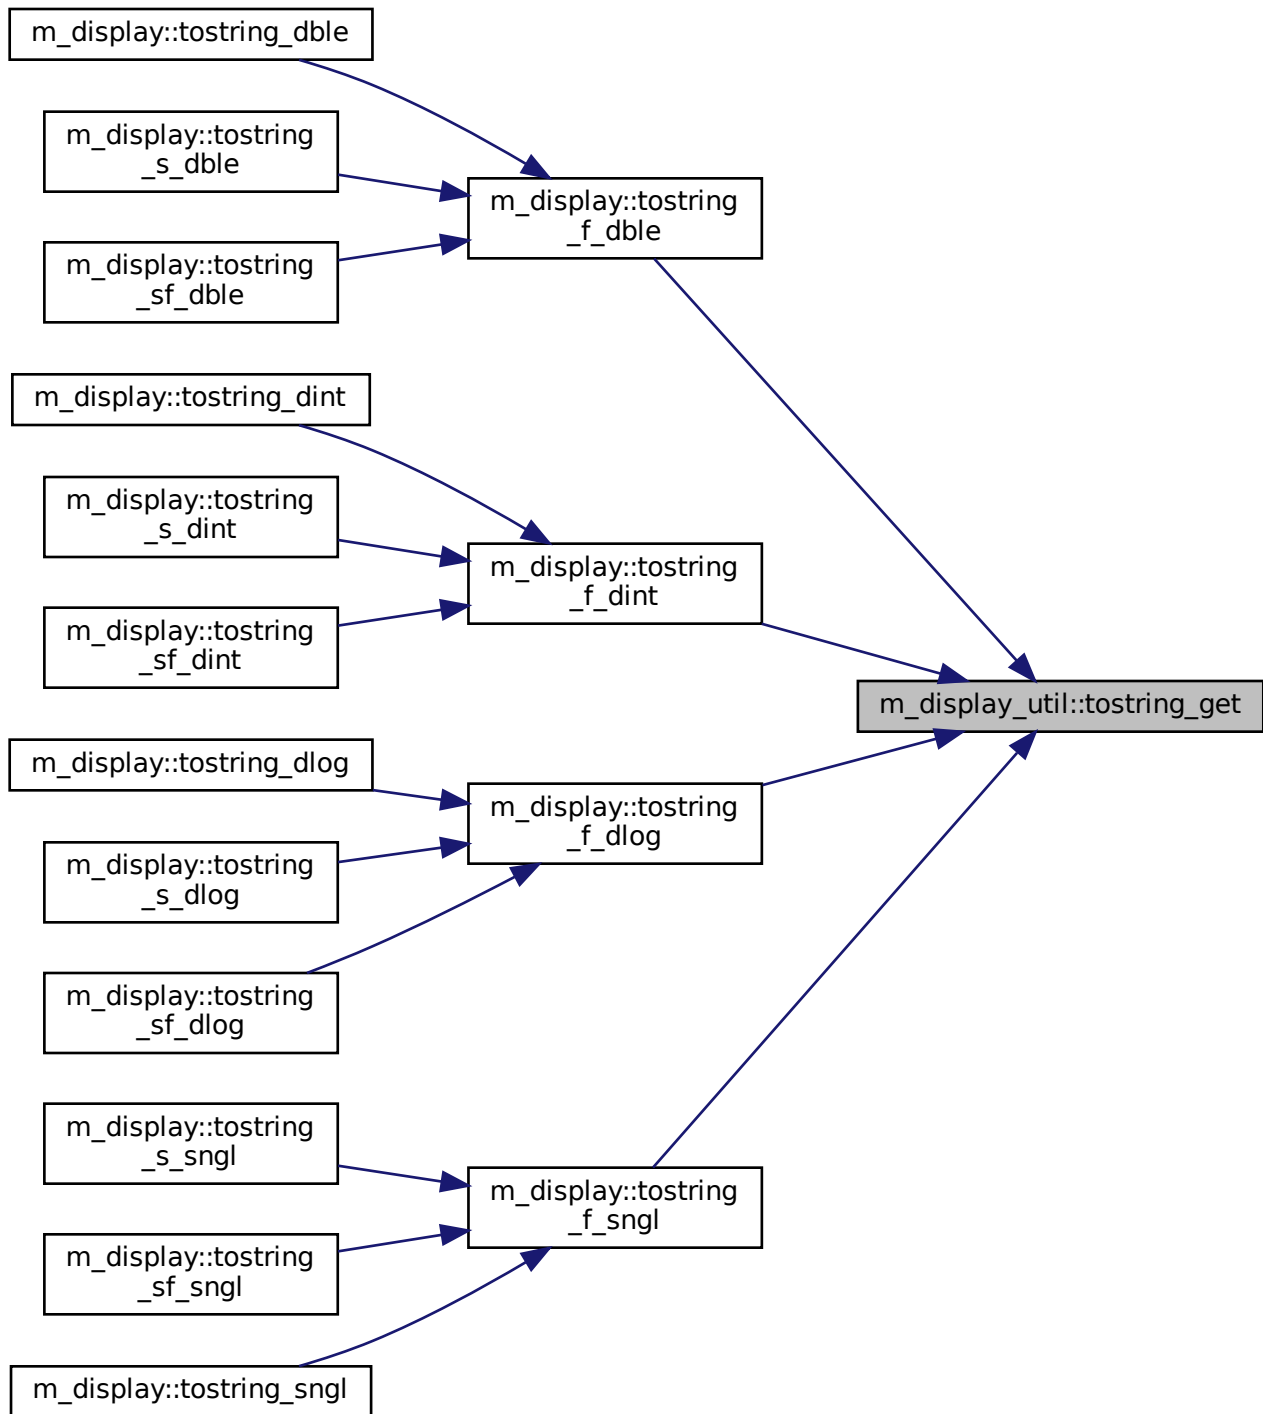 m_display::tostring_dble
m_display::tostring
_s_dble
m_display::tostring
_f_dble
m_display::tostring
_sf_dble
m_display::tostring_dint
m_display::tostring
_s_dint
m_display::tostring
_f_dint
m_display::tostring
_sf_dint
m_display_util::tostring_get
m_display::tostring_dlog
m_display::tostring
_f_dlog
m_display::tostring
_s_dlog
m_display::tostring
_sf_dlog
m_display::tostring
_s_sngl
m_display::tostring
_f_sngl
m_display::tostring
_sf_sngl
m_display::tostring_sngl